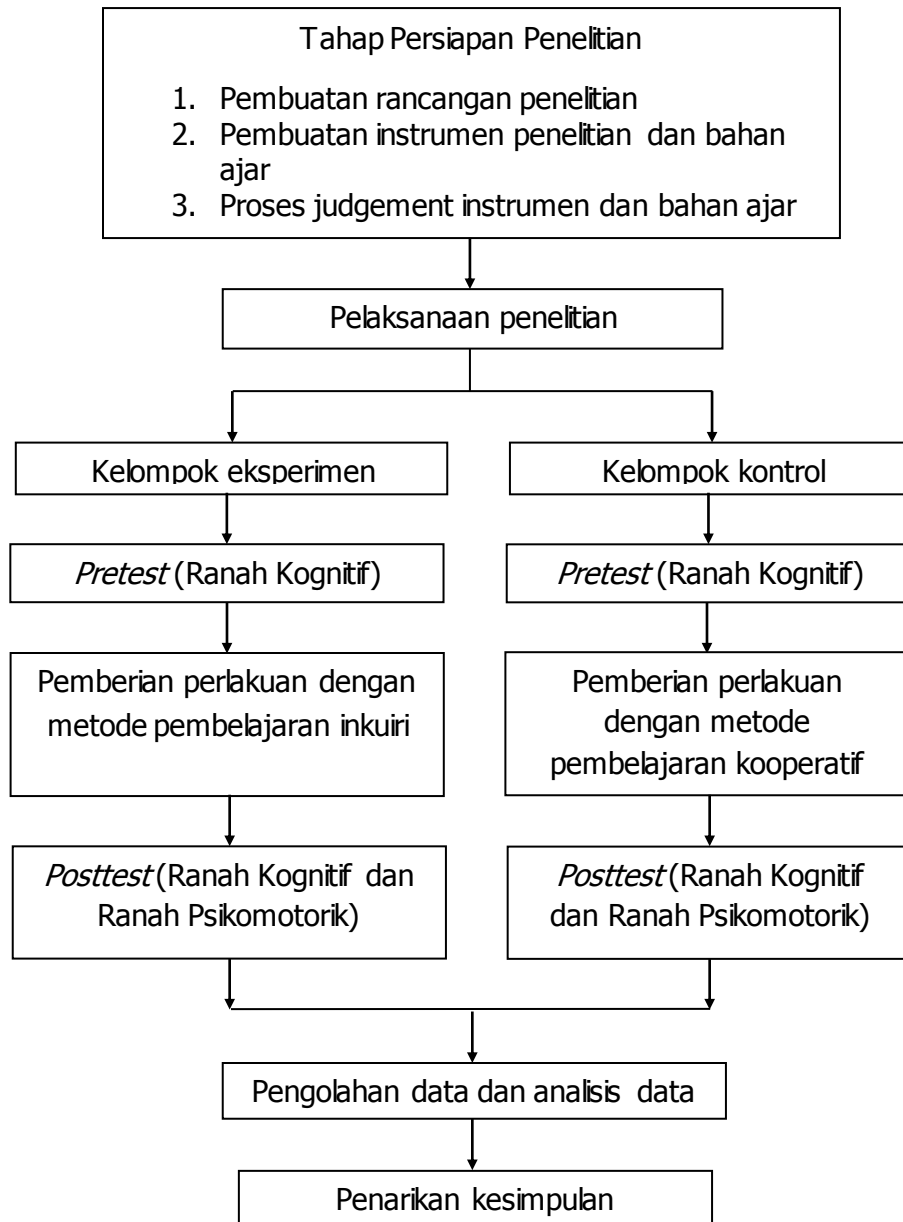 Tahap Persiapan Penelitian
1. Pembuatan rancangan penelitian
2. Pembuatan instrumen penelitian dan bahan
ajar
3. Proses judgement instrumen dan bahan ajar
Pelaksanaan penelitian
Kelompok eksperimen
Kelompok kontrol
Pretest (Ranah Kognitif)
Pretest (Ranah Kognitif)
Pemberian perlakuan dengan
metode pembelajaran inkuiri
Pemberian perlakuan
dengan metode
pembelajaran kooperatif
Posttest (Ranah Kognitif dan
Ranah Psikomotorik)
Posttest (Ranah Kognitif
dan Ranah Psikomotorik)
Pengolahan data dan analisis data
Penarikan kesimpulan